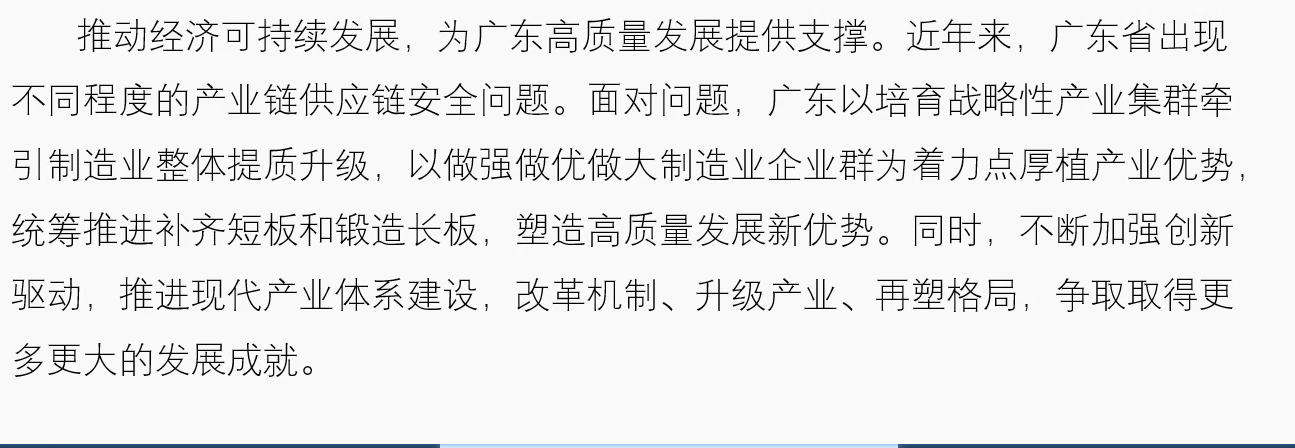 推动经济可持续发展，为广东高质量发展提供支撑。近年来，广东省出现
不同程度的产业链供应链安全问题。面对问题，广东以培育战略性产业集群牵
引制造业整体提质升级，以做强做优做大制造业企业群为着力点厚植产业优势，
统筹推进补齐短板和锻造长板，塑造高质量发展新优势。同时，不断加强创新
驱动，推进现代产业体系建设，改革机制、升级产业、再塑格局，争取取得更
多更大的发展成就。